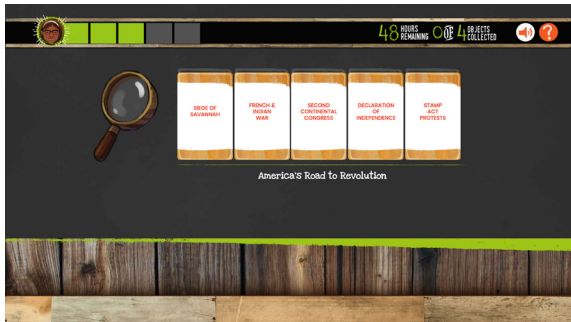 48 HOURS REMAINING 0 OF 4 OBJECTS COLLECTED ?
SIEGE OF
SAVANNAH
FRENCH &
INDIAN
WAR
SECOND
CONTINENTAL
CONGRESS
DECLARATION
OF
INDEPENDENCE
STAMP
ACT
PROTESTS
America's Road to Revolution